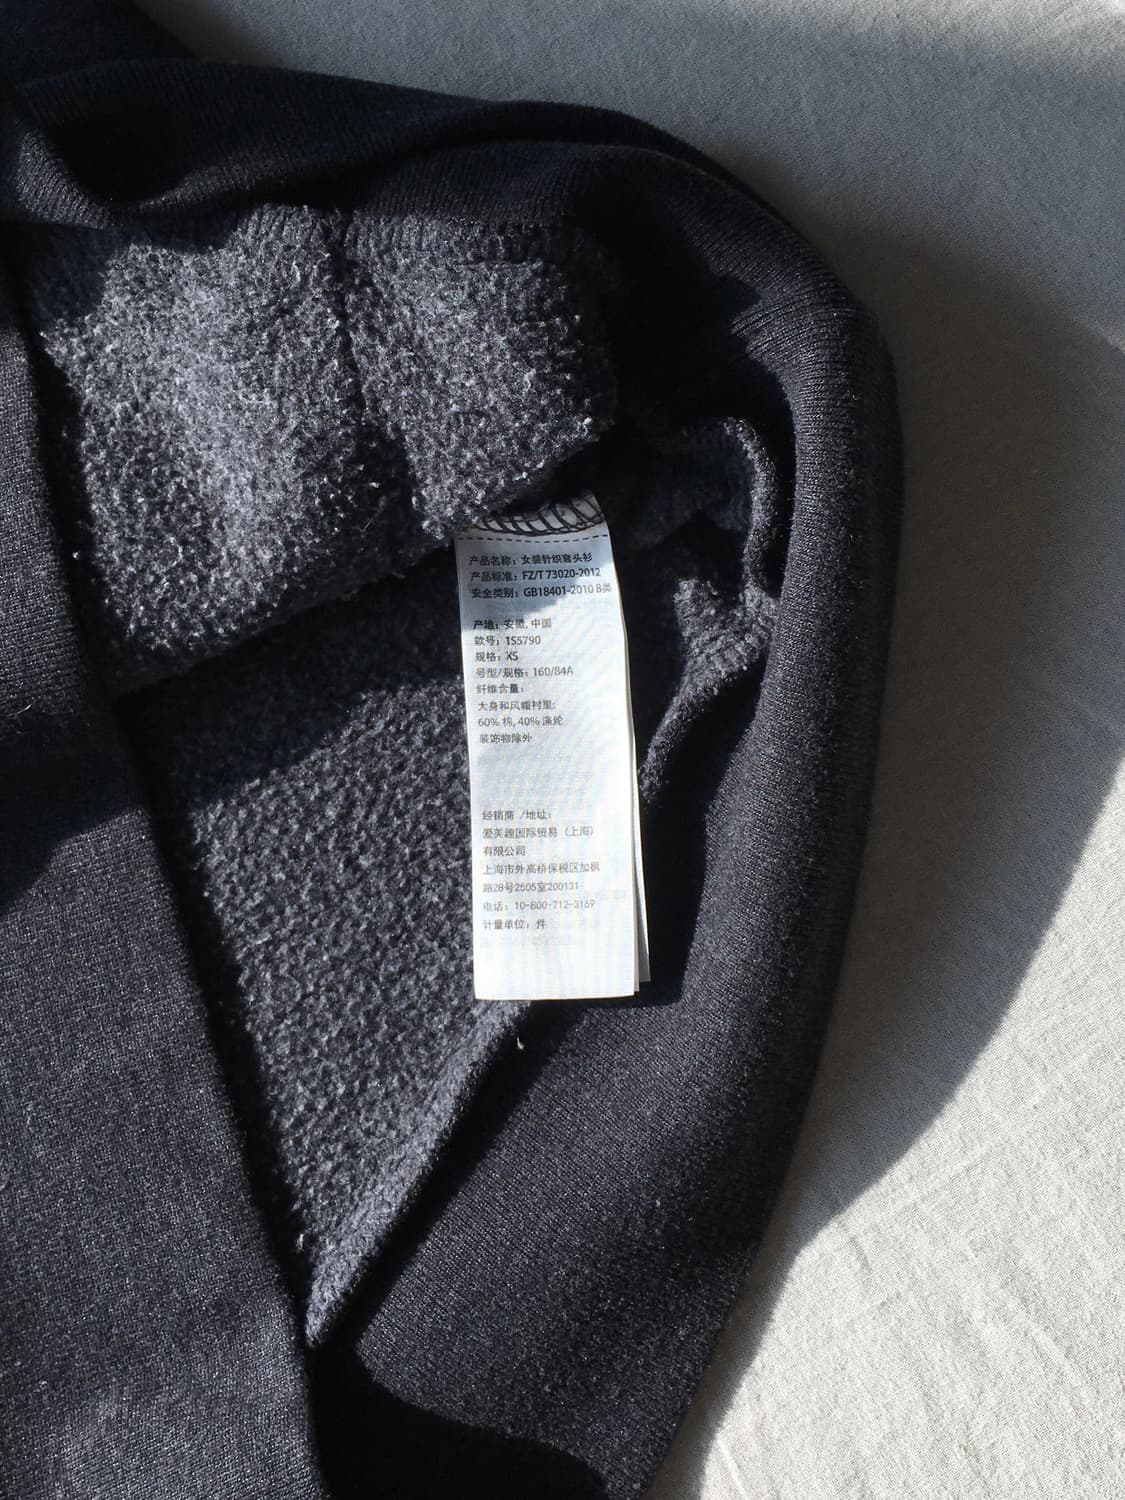 产品名称：女装针织套头衫
产品标准：FZ/T 73020-2012
安全类别：GB18401-2010 B类
产地：安徽, 中国
款号：1S5790
规格：XS
号型/规格：160/84A
纤维含量：
大身和风帽衬里：
60% 棉, 40% 涤纶
装饰物除外
经销商 /地址：
爱芙趣国际贸易（上海）
有限公司
上海市外高桥保税区加枫
路28号2505室200131
电话：10-800-712-3169
计量单位：件